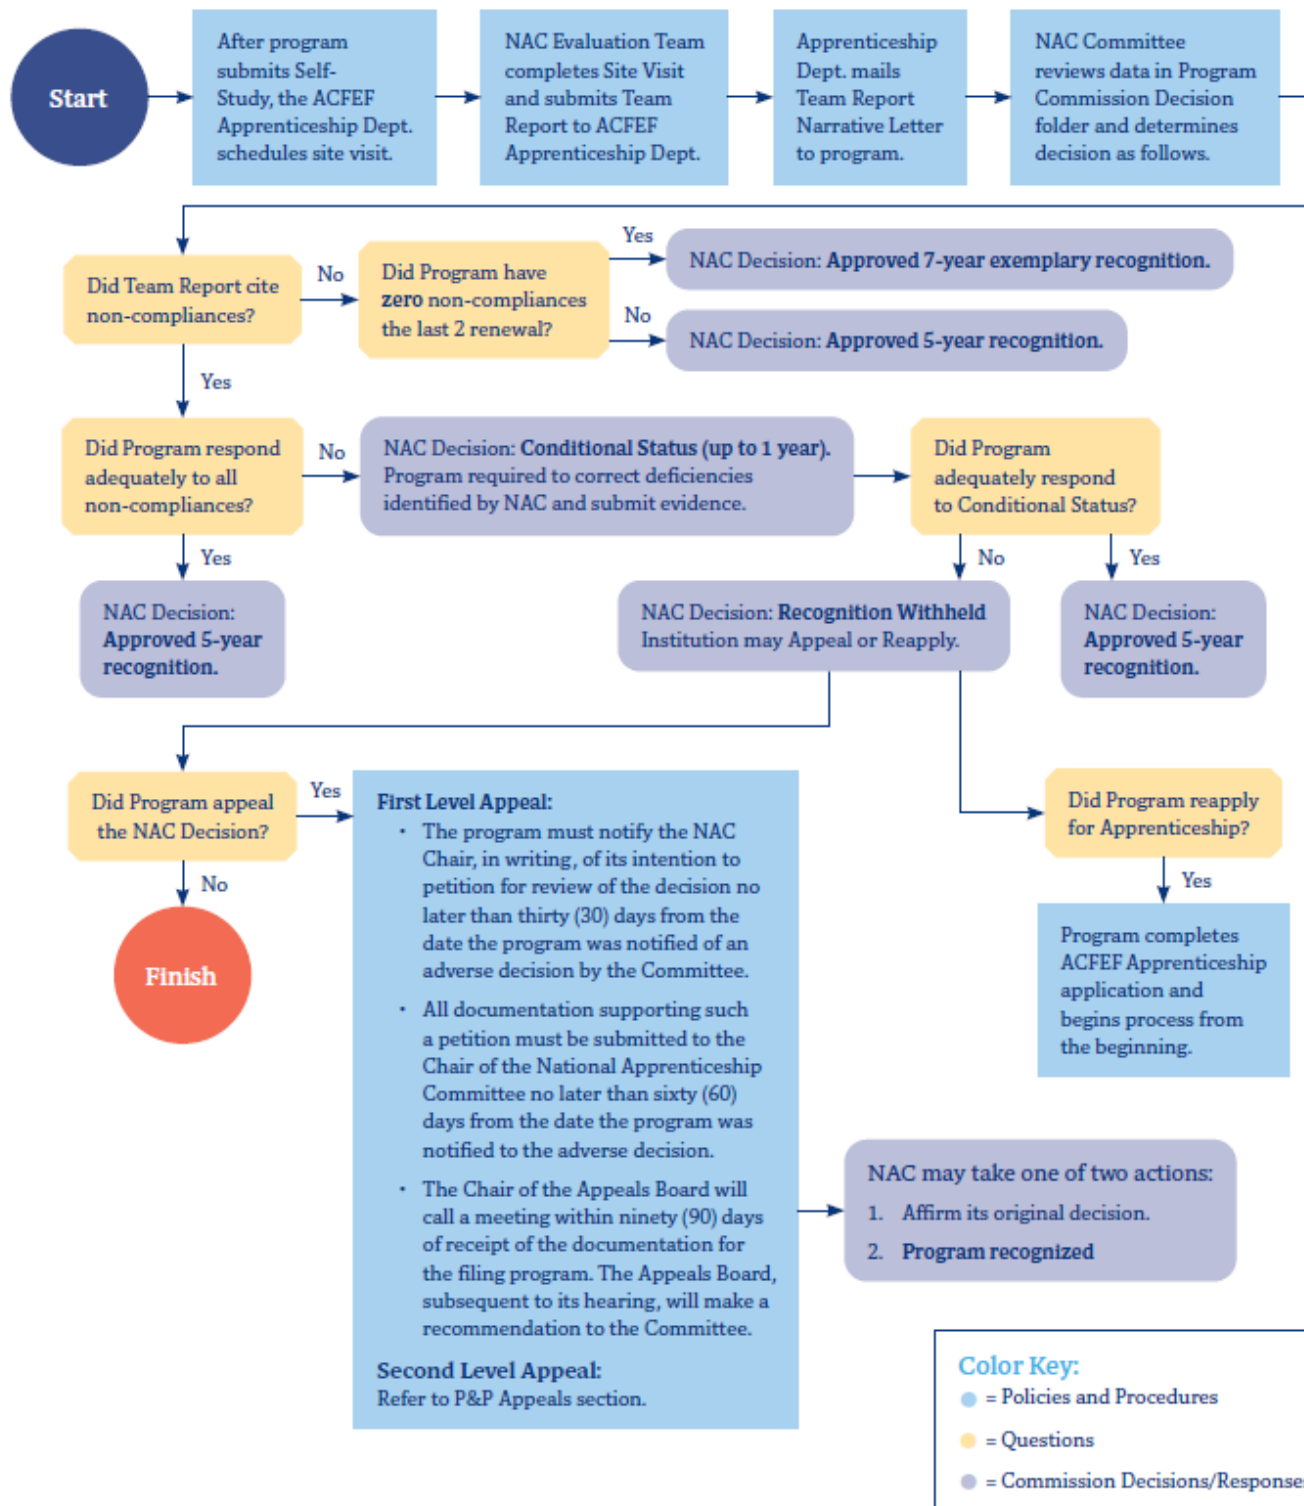 Start
After program
submits Self-
Study, the ACFEF
Apprenticeship Dept.
schedules site visit.
NAC Evaluation Team
completes Site Visit
and submits Team
Report to ACFEF
Apprenticeship Dept.
Apprenticeship
Dept. mails
Team Report
Narrative Letter
to program.
NAC Committee
reviews data in Program
Commission Decision
folder and determines
decision as follows.
Did Team Report cite
non-compliances?
No
Did Program have
zero non-compliances
the last 2 renewal?
Yes
NAC Decision: Approved 7-year exemplary recognition.
No
NAC Decision: Approved 5-year recognition.
Yes
Did Program respond
adequately to all
non-compliances?
No
NAC Decision: Conditional Status (up to 1 year).
Program required to correct deficiencies
identified by NAC and submit evidence.
Did Program
adequately respond
to Conditional Status?
Yes
NAC Decision:
Approved 5-year
recognition.
No
NAC Decision: Recognition Withheld
Institution may Appeal or Reapply.
Yes
NAC Decision:
Approved 5-year
recognition.
Did Program appeal
the NAC Decision?
Yes
No
Finish
First Level Appeal:
• The program must notify the NAC
Chair, in writing, of its intention to
petition for review of the decision no
later than thirty (30) days from the
date the program was notified of an
adverse decision by the Committee.
• All documentation supporting such
a petition must be submitted to the
Chair of the National Apprenticeship
Committee no later than sixty (60)
days from the date the program was
notified to the adverse decision.
• The Chair of the Appeals Board will
call a meeting within ninety (90) days
of receipt of the documentation for
the filing program. The Appeals Board,
subsequent to its hearing, will make a
recommendation to the Committee.
Second Level Appeal:
Refer to P&P Appeals section.
Did Program reapply
for Apprenticeship?
Yes
Program completes
ACFEF Apprenticeship
application and
begins process from
the beginning.
NAC may take one of two actions:
1. Affirm its original decision.
2. Program recognized
Color Key:
= Policies and Procedures
= Questions
= Commission Decisions/Responses